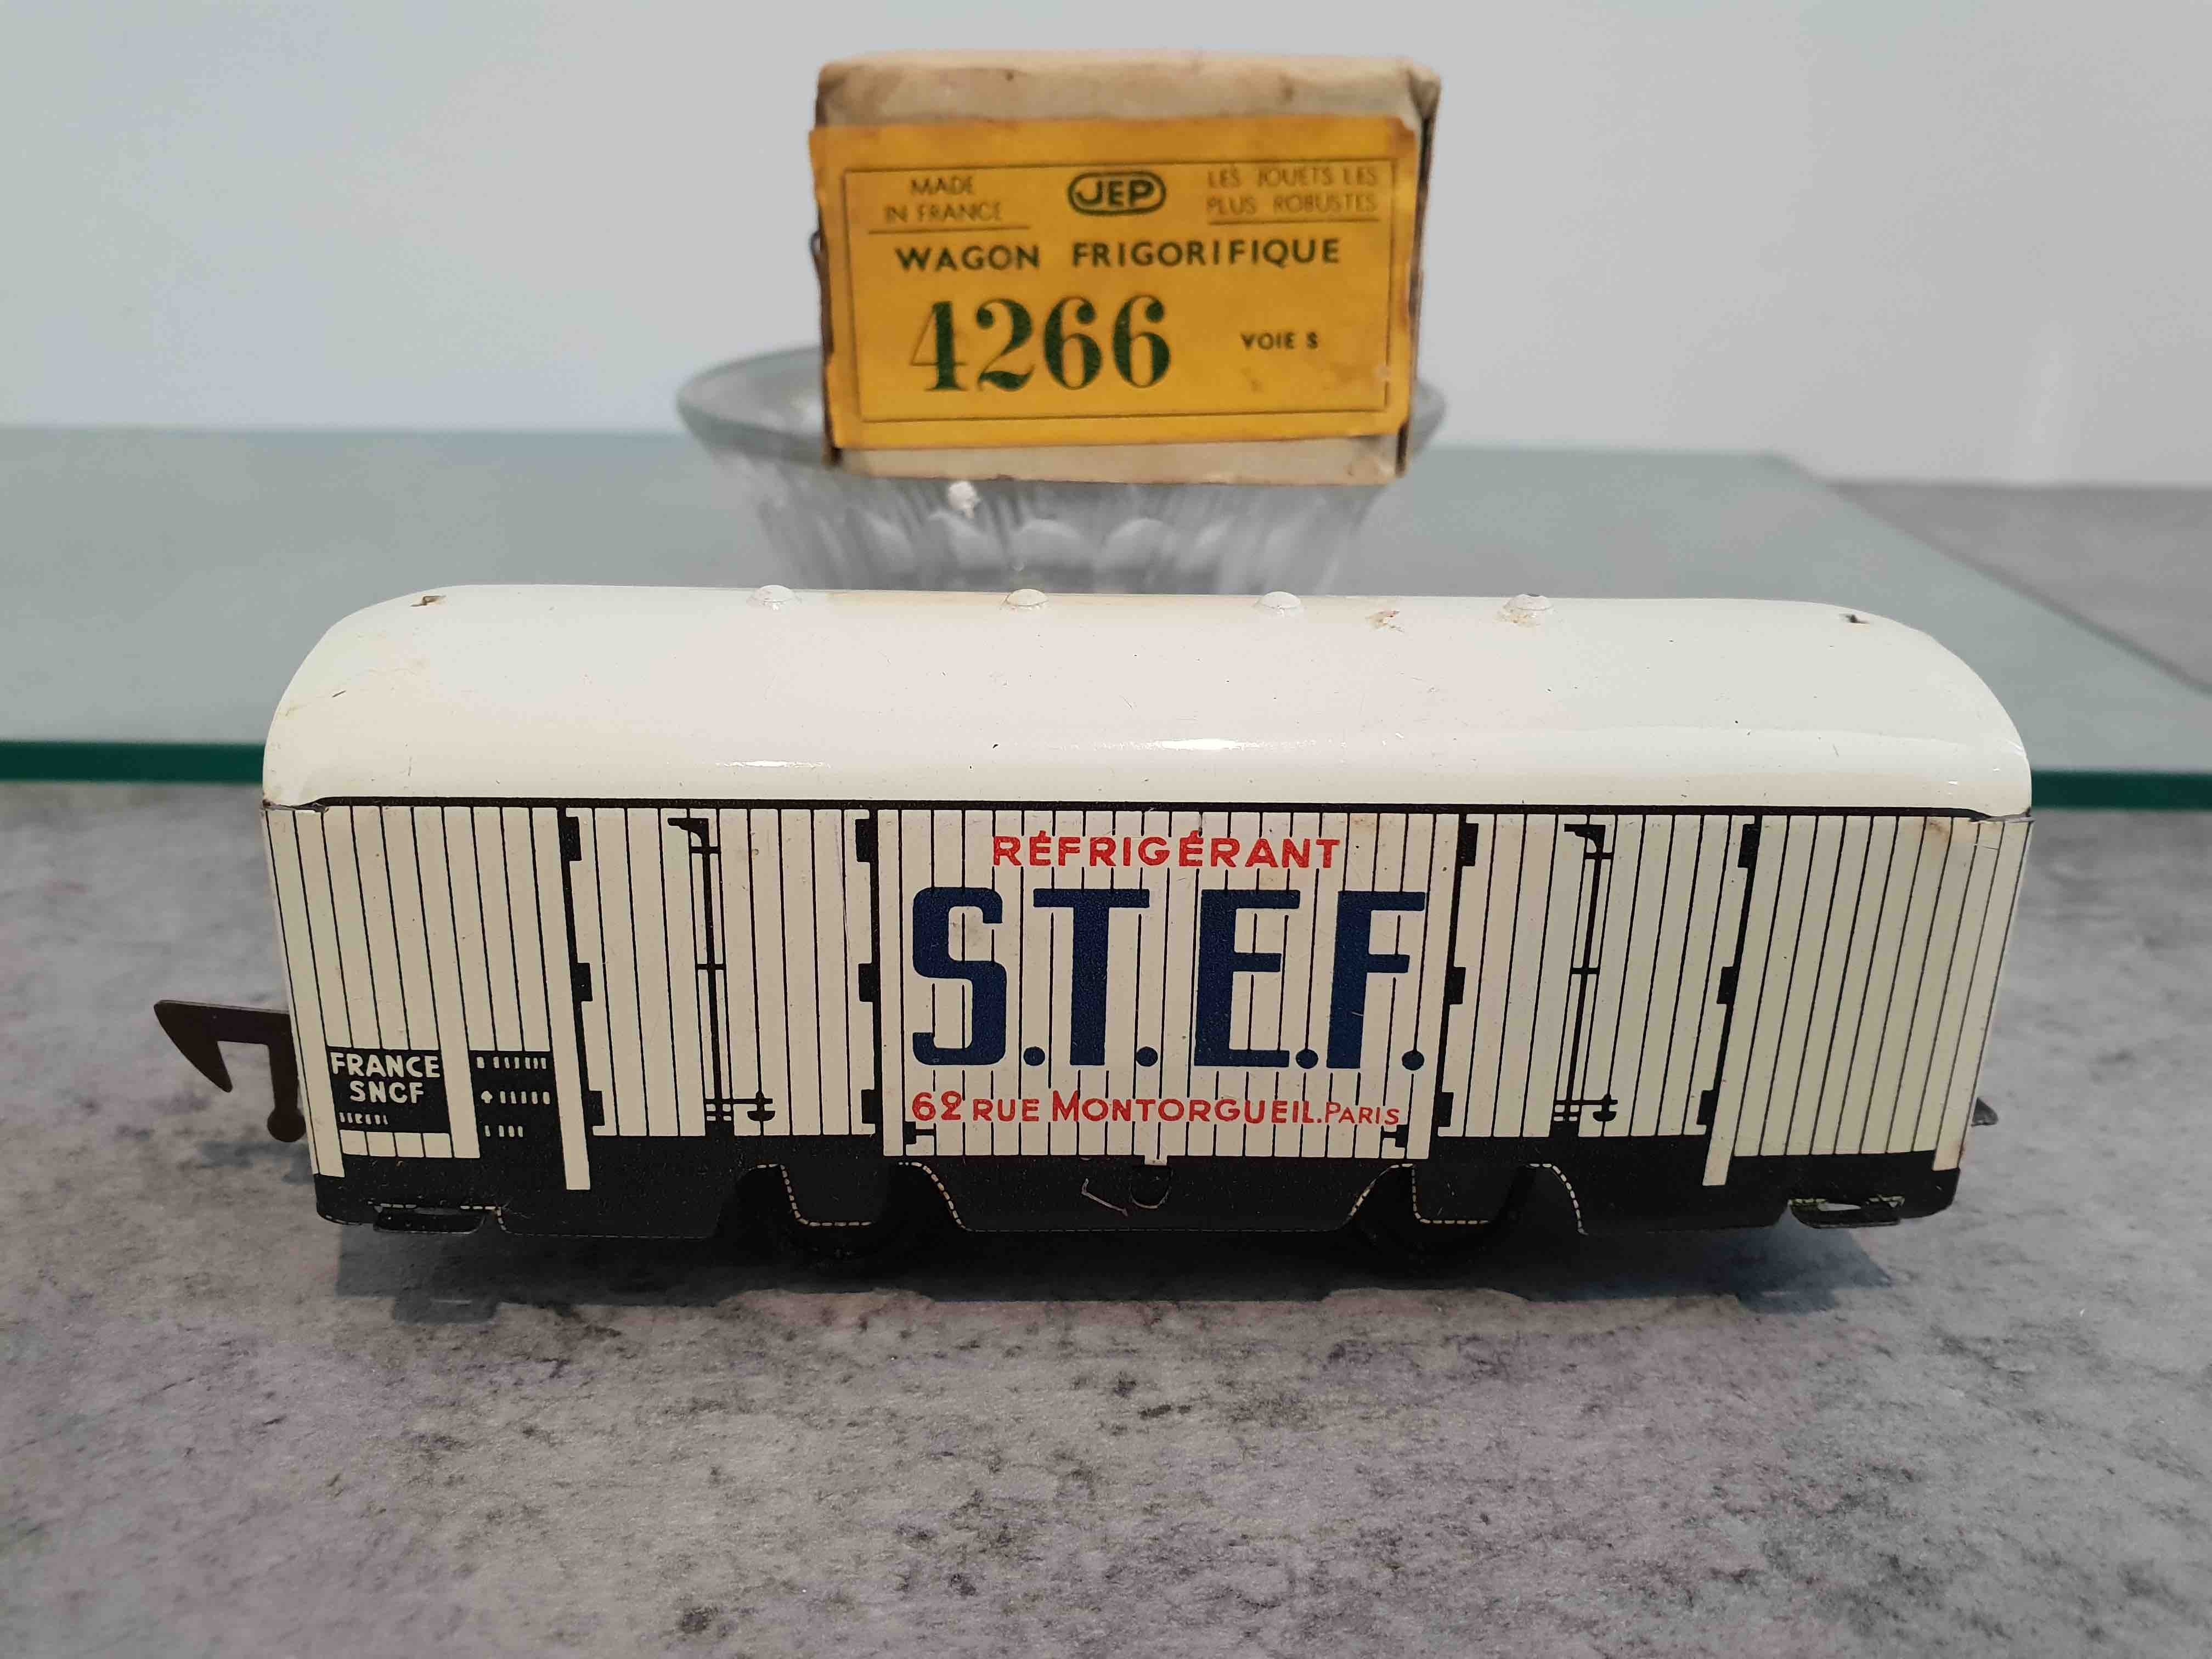 MADE
IN FRANCE
JEP
LES JOUETS LES
PLUS ROBUSTES
WAGON FRIGORIFIQUE
4266
VOIE S
RÉFRIGÉRANT
S.T.E.F.
62 RUE MONTORGUEIL. PARIS
FRANCE
SNCF